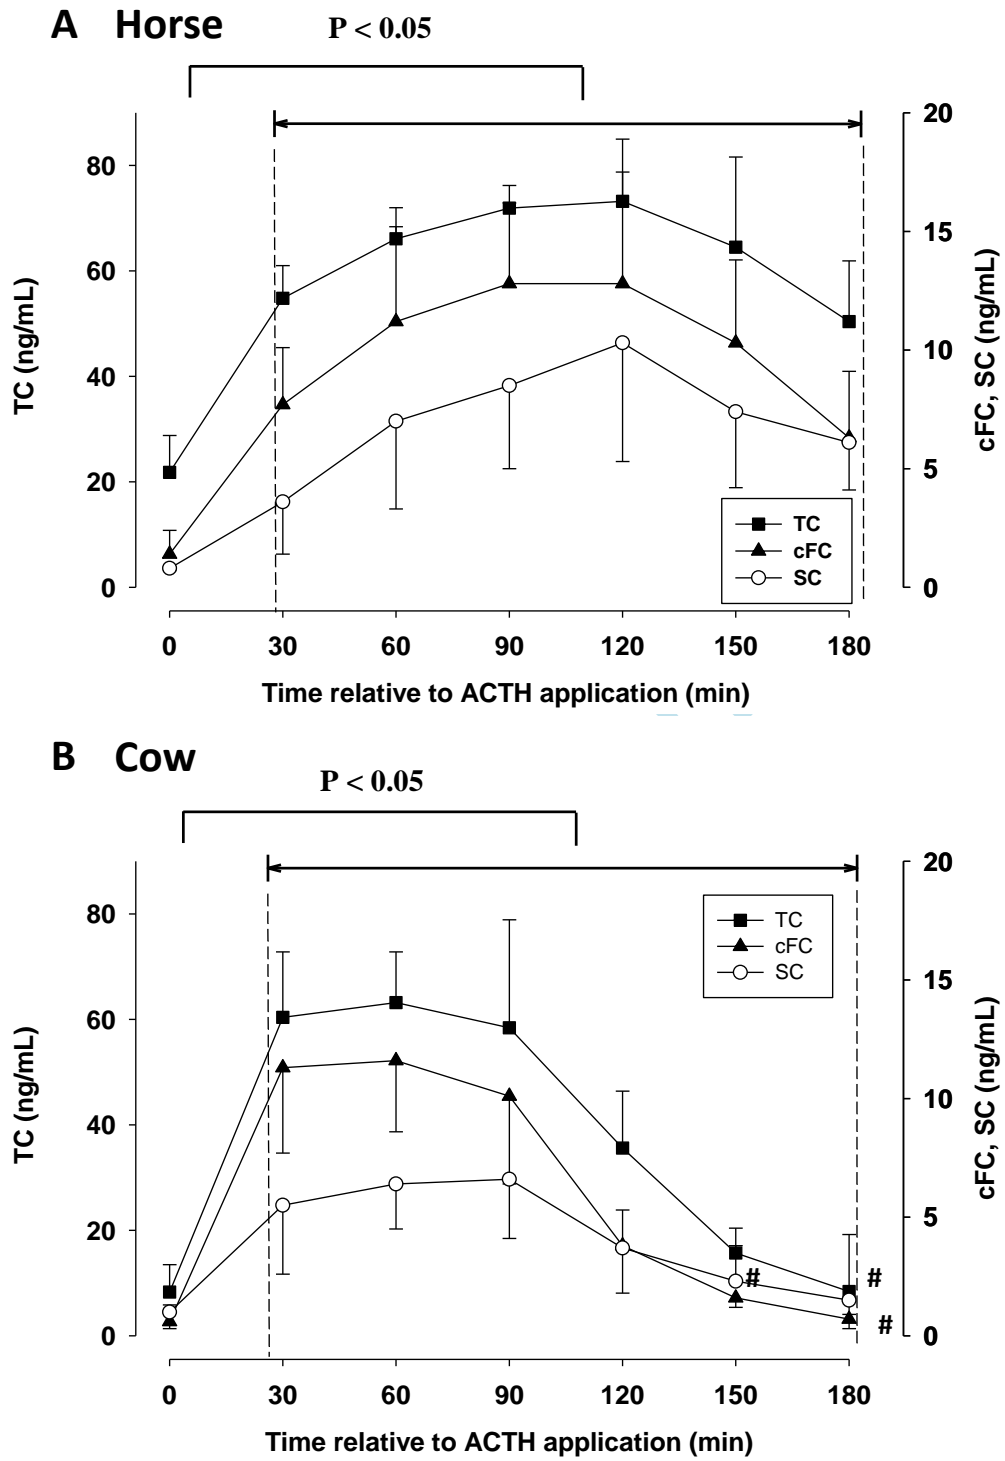 A Horse
P < 0.05
TC (ng/mL)
80
60
40
20
0
20
15
10
5
0
cFC, SC (ng/mL)
TC
cFC
SC
0 30 60 90 120 150 180
Time relative to ACTH application (min)
B Cow
P < 0.05
TC (ng/mL)
80
60
40
20
0
20
15
10
5
0
cFC, SC (ng/mL)
TC
cFC
SC
#
#
#
0 30 60 90 120 150 180
Time relative to ACTH application (min)